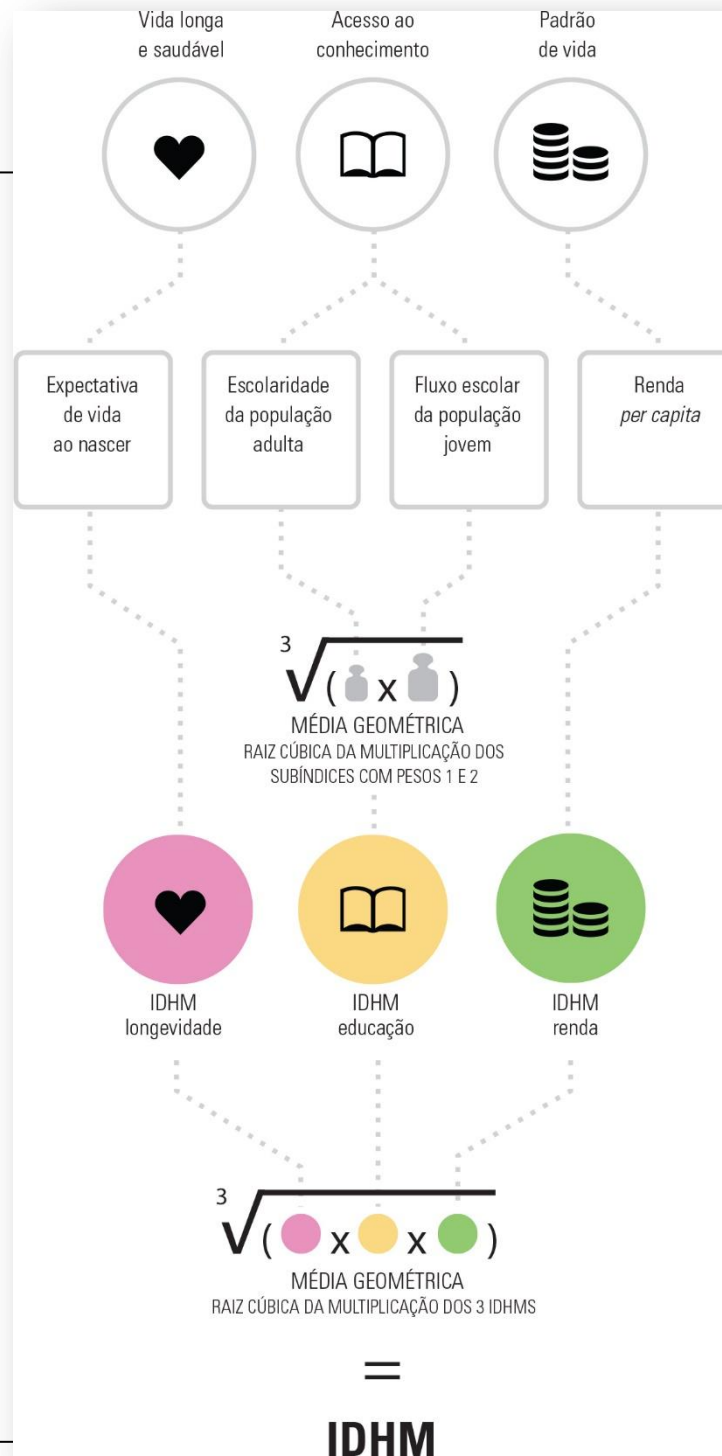 Vida longa
e saudável
Acesso ao
conhecimento
Padrão
de vida
Expectativa
de vida
ao nascer
Escolaridade
da população
adulta
Fluxo escolar
da população
jovem
Renda
per capita
3
√( x )
MÉDIA GEOMÉTRICA
RAIZ CÚBICA DA MULTIPLICAÇÃO DOS
SUBÍNDICES COM PESOS 1 E 2
IDHM
longevidade
IDHM
educação
IDHM
renda
3
√( x x )
MÉDIA GEOMÉTRICA
RAIZ CÚBICA DA MULTIPLICAÇÃO DOS 3 IDHMS
=
IDHM